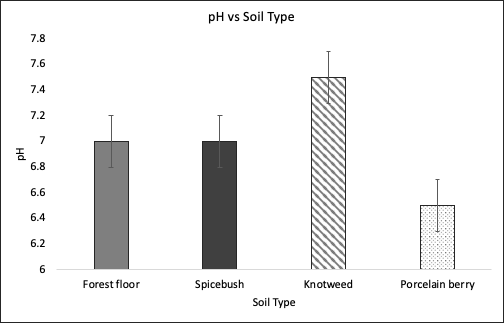 pH vs Soil Type
7.8
7.6
7.4
7.2
7
6.8
6.6
6.4
6.2
6
pH
Forest floor
Spicebush
Knotweed
Porcelain berry
Soil Type